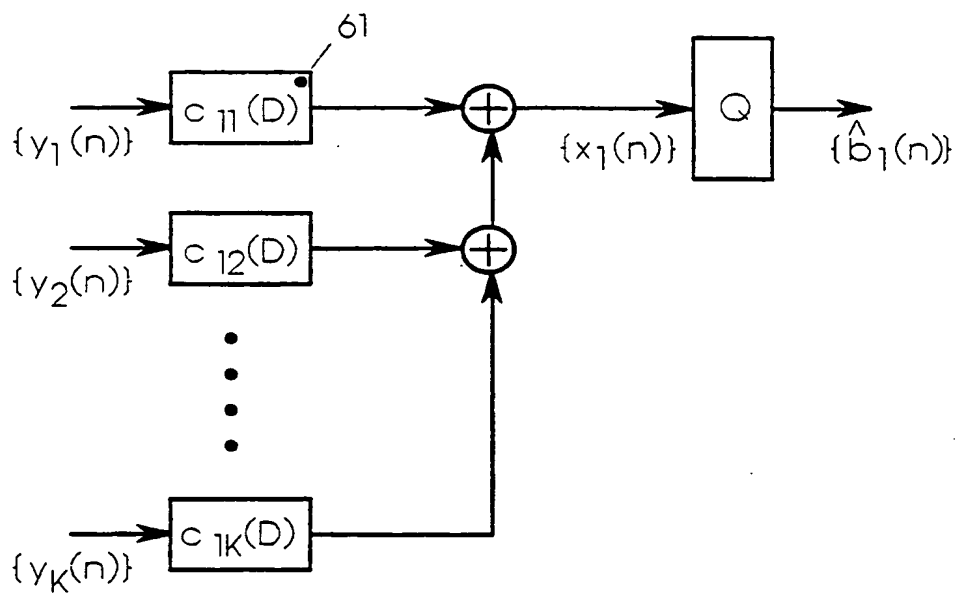 61
c 11(D)
{y1(n)}
+
{x1(n)}
Q
{b̂1(n)}
c 12(D)
{y2(n)}
+
c 1K(D)
{yK(n)}